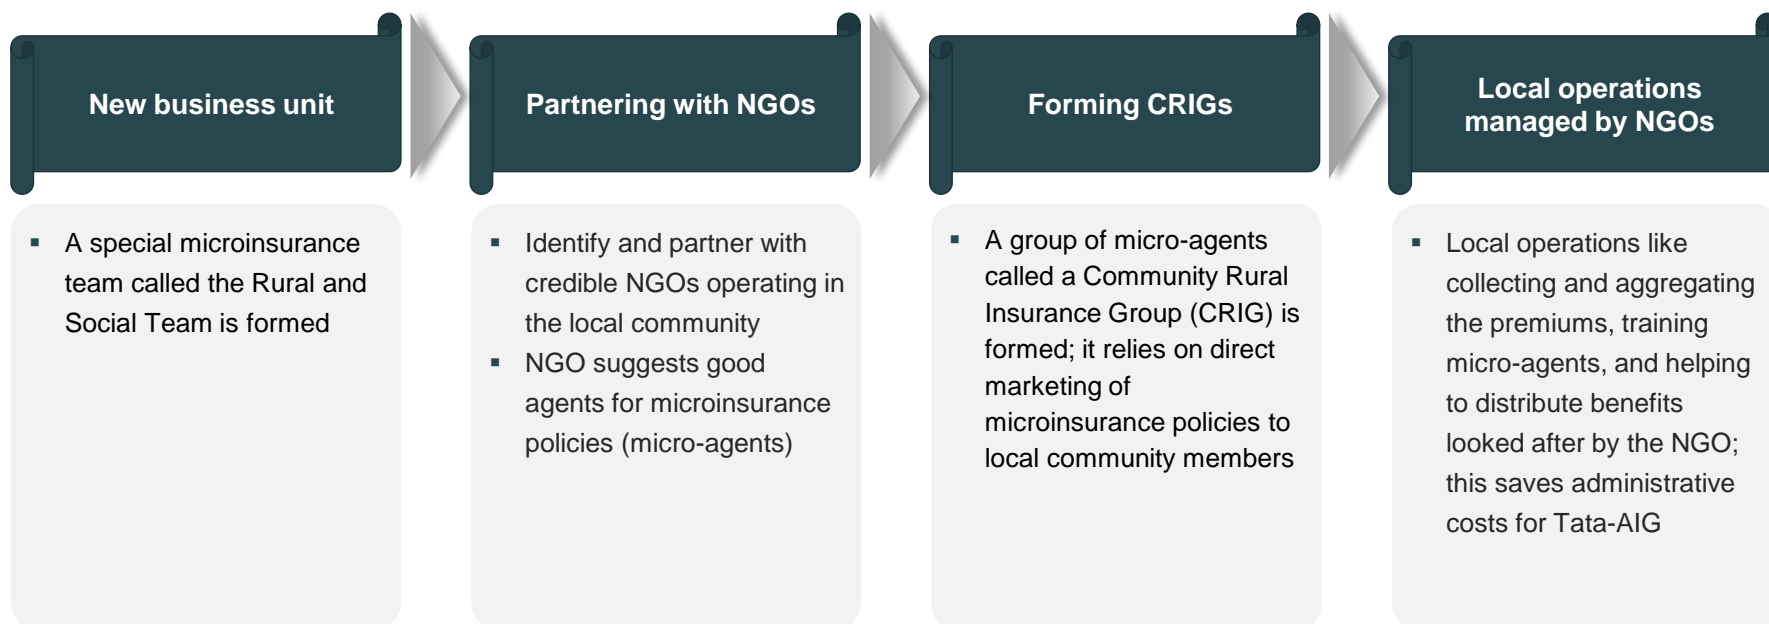 New business unit
Partnering with NGOs
Forming CRIGs
Local operations
managed by NGOs
▪ A special microinsurance
team called the Rural and
Social Team is formed
▪ Identify and partner with
credible NGOs operating in
the local community
▪ NGO suggests good
agents for microinsurance
policies (micro-agents)
▪ A group of micro-agents
called a Community Rural
Insurance Group (CRIG) is
formed; it relies on direct
marketing of
microinsurance policies to
local community members
▪ Local operations like
collecting and aggregating
the premiums, training
micro-agents, and helping
to distribute benefits
looked after by the NGO;
this saves administrative
costs for Tata-AIG